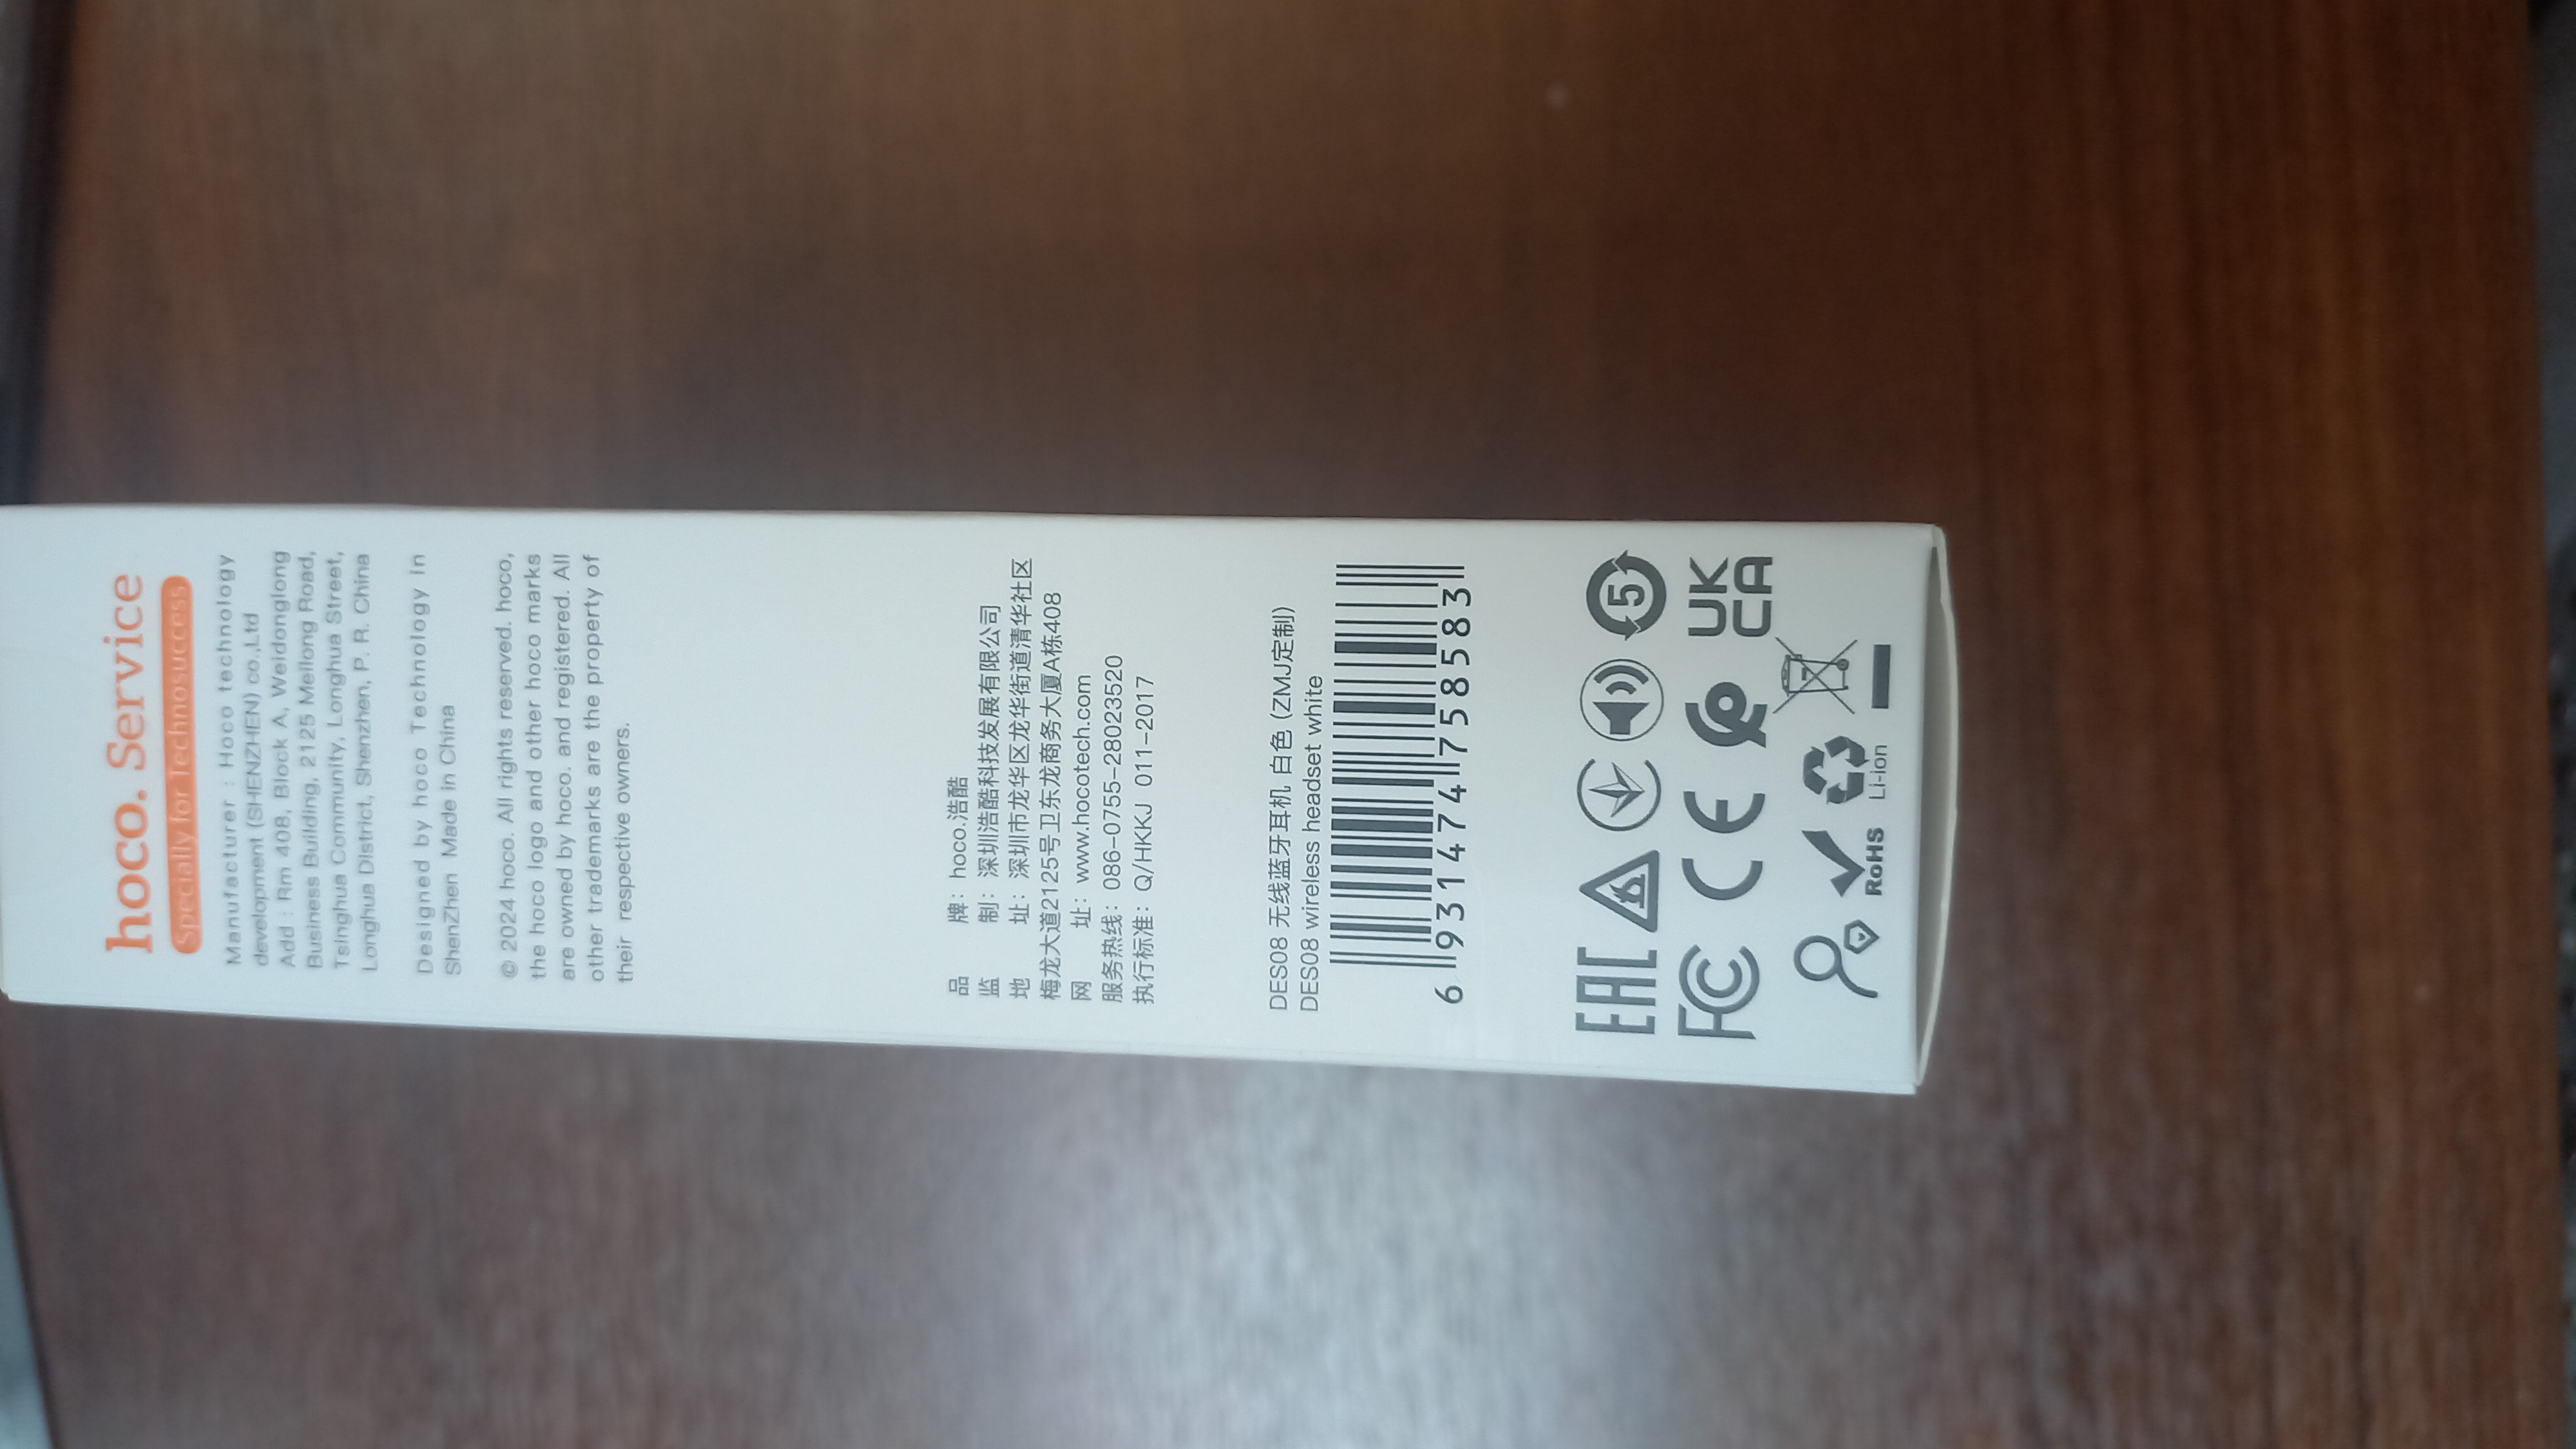 hoco. Service
Specially for Technosuccess
Manufacturer : Hoco technology
development (SHENZHEN) co.,Ltd
Add : Rm 408, Block A, Weidonglong
Business Building, 2125 Meilong Road,
Tsinghua Community, Longhua Street,
Longhua District, Shenzhen, P. R. China
Designed by hoco Technology in
ShenZhen Made in China
© 2024 hoco. All rights reserved. hoco,
the hoco logo and other hoco marks
are owned by hoco. and registered. All
other trademarks are the property of
their respective owners.
品 牌：hoco.浩酷
监 制：深圳浩酷科技发展有限公司
地 址：深圳市龙华区龙华街道清华社区
梅龙大道2125号卫东龙商务大厦A栋408
网 址：www.hocotech.com
服务热线：086-0755-28023520
执行标准：Q/HKKJ 011-2017
DES08 无线蓝牙耳机 白色 (ZMJ定制)
DES08 wireless headset white
6 931474 758583
EAC 5
FC CE UK CA
RoHS Li-ion